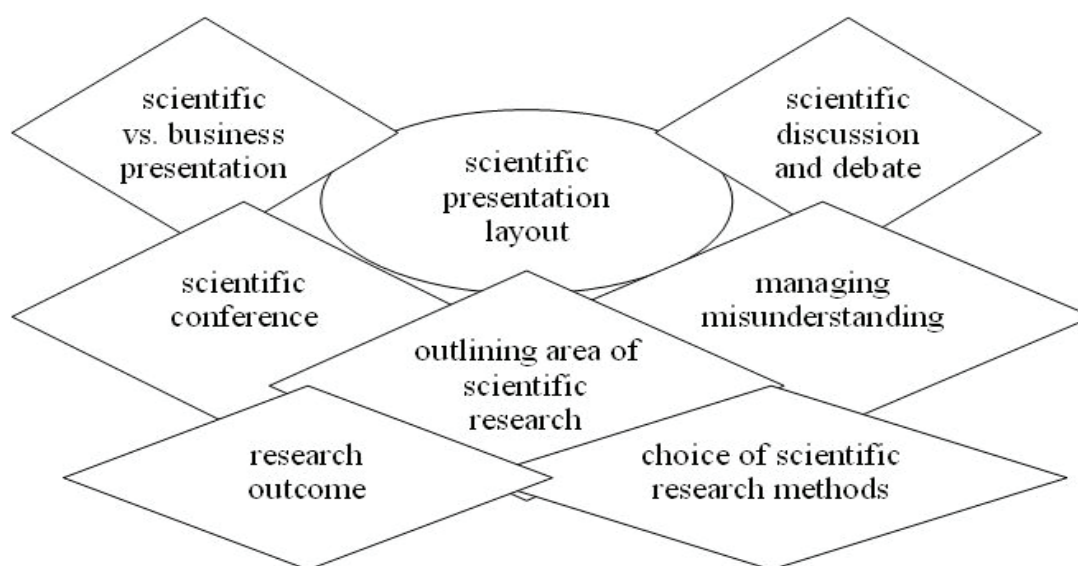 scientific
vs. business
presentation
scientific
presentation
layout
scientific
discussion
and debate
scientific
conference
managing
misunderstanding
outlining area of
scientific
research
research
outcome
choice of scientific
research methods